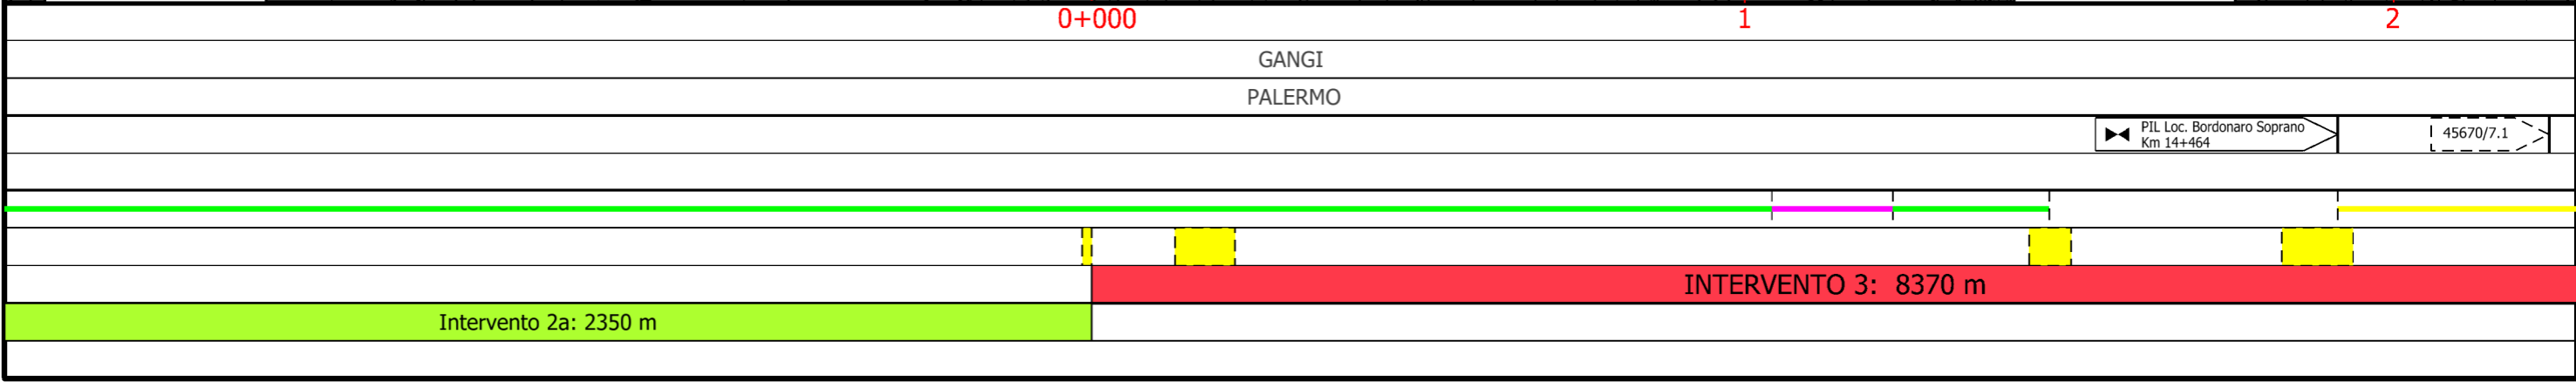 0+000 1 2
GANGI
PALERMO
PIL Loc. Bordonaro Soprano
Km 14+464
45670/7.1
INTERVENTO 3: 8370 m
Intervento 2a: 2350 m